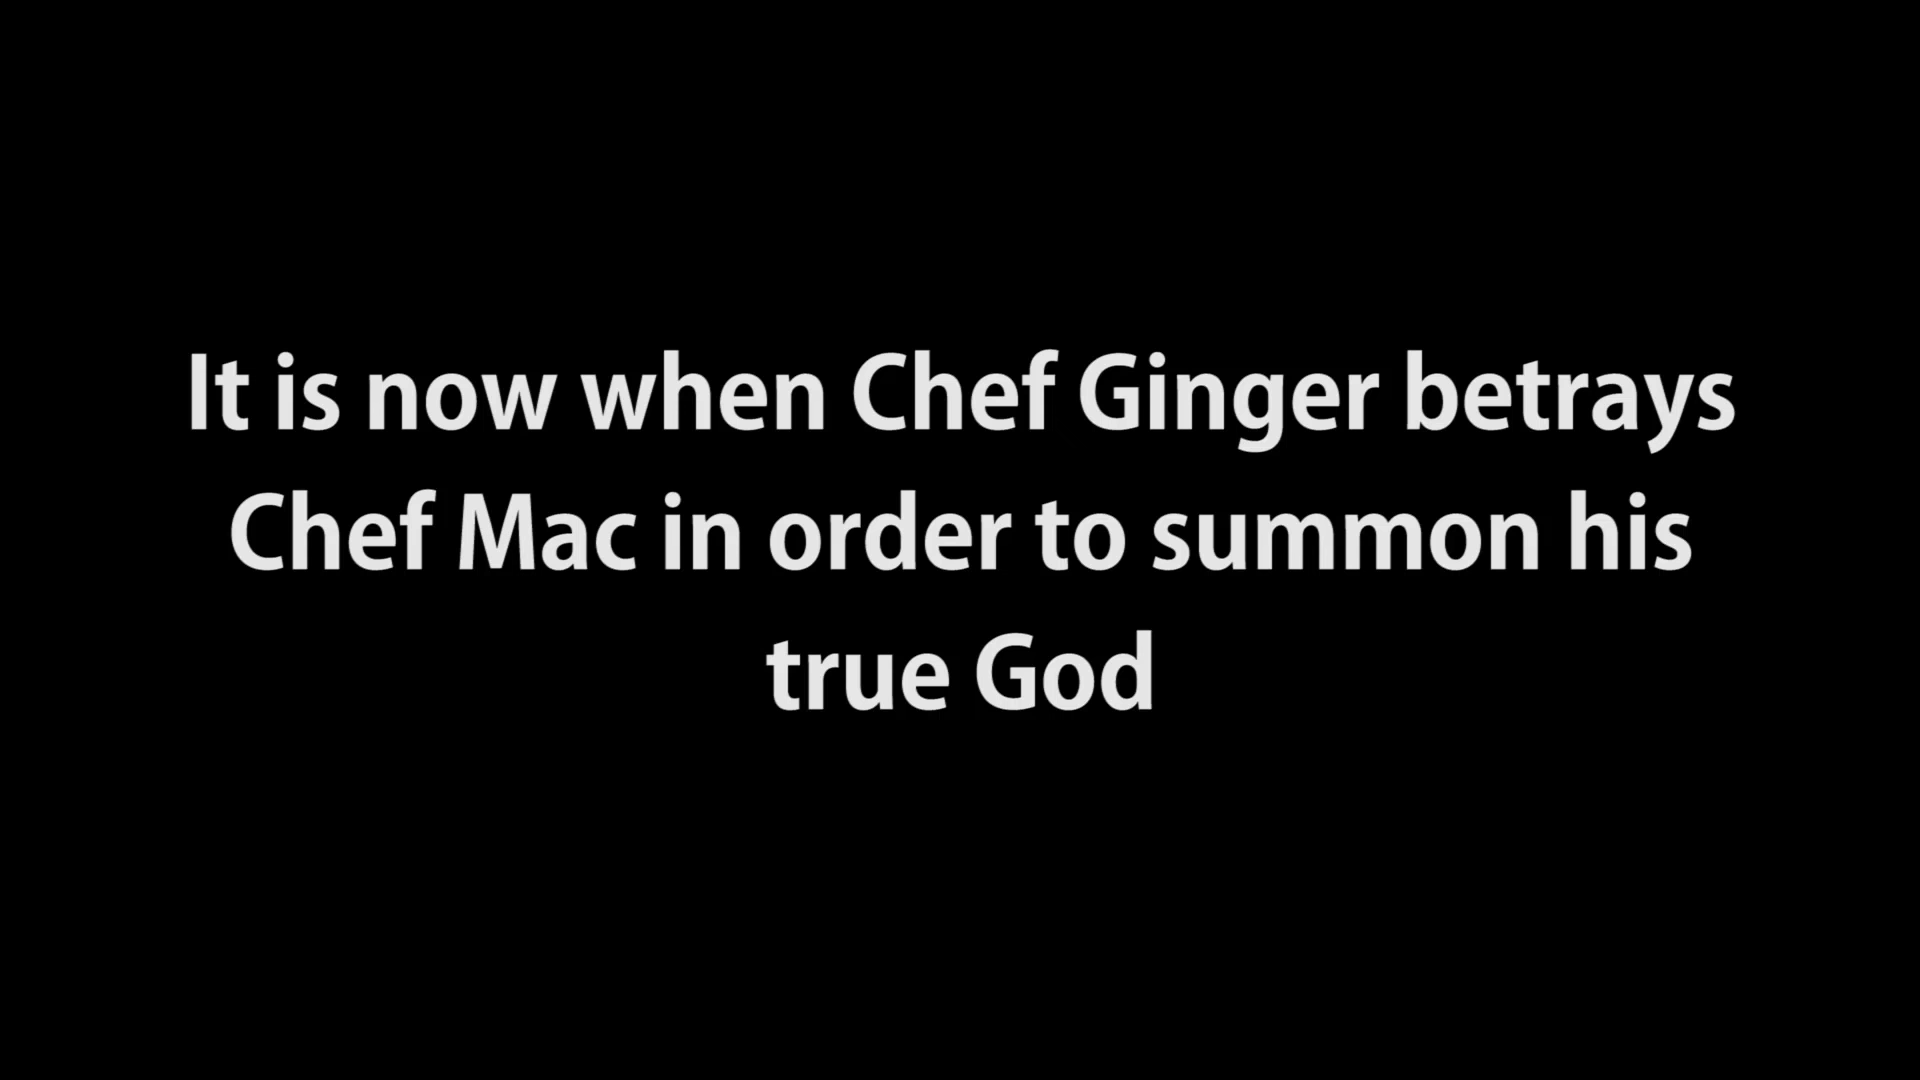 It is now when Chef Ginger betrays
Chef Mac in order to summon his
true God